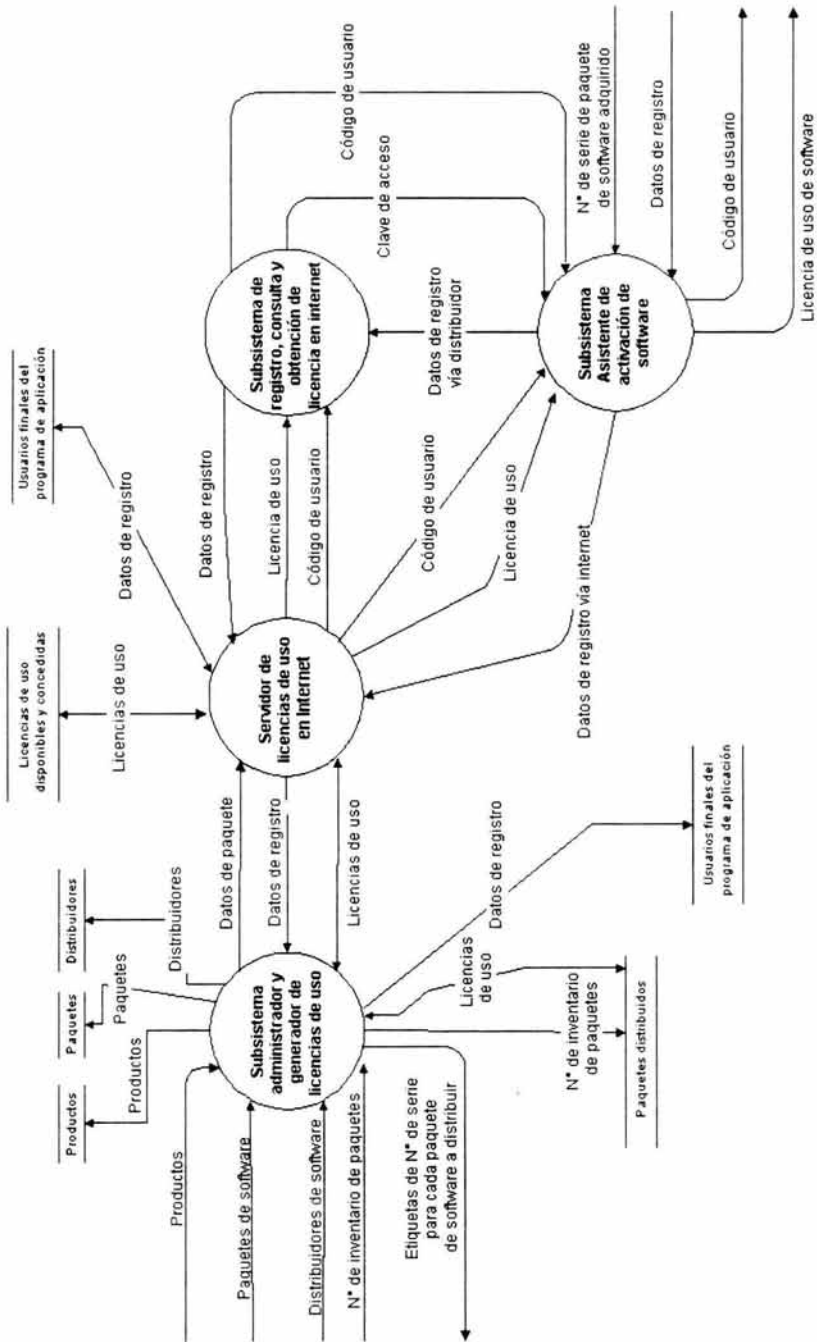 Usuarios finales del
programa de aplicación
Datos de registro
Licencias de uso
disponibles y concedidas
Licencias de uso
Distribuidores
Distribuidores
Paquetes
Paquetes
Productos
Productos
Productos
Paquetes de software
Distribuidores de software
N° de inventario de paquetes
Etiquetas de N° de serie
para cada paquete
de software a distribuir
Subsistema
administrador y
generador de
licencias de uso
Datos de paquete
Datos de registro
Licencias de uso
Datos de registro
Usuarios finales del
programa de aplicación
Licencias
de uso
N° de inventario
de paquetes
Paquetes distribuidos
Servidor de
licencias de uso
en Internet
Datos de registro
Licencia de uso
Código de usuario
Código de usuario
Licencia de uso
Datos de registro vía internet
Subsistema de
registro, consulta y
obtención de
licencia en internet
Código de usuario
Clave de acceso
Datos de registro
vía distribuidor
Subsistema
Asistente de
activación de
software
N° de serie de paquete
de software adquirido
Datos de registro
Código de usuario
Licencia de uso de software